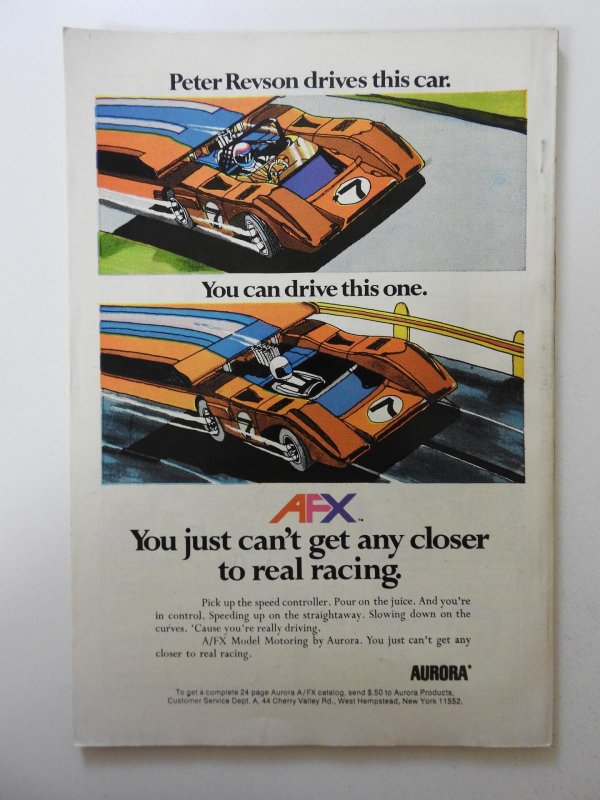 Peter Revson drives this car.
7
7
You can drive this one.
7
7
AFX™
You just can't get any closer
to real racing.
Pick up the speed controller. Pour on the juice. And you're
in control. Speeding up on the straightaway. Slowing down on the
curves. 'Cause you're really driving.
A/FX Model Motoring by Aurora. You just can't get any
closer to real racing.
AURORA®
To get a complete 24 page Aurora A/FX catalog, send $.50 to Aurora Products,
Customer Service Dept. A, 44 Cherry Valley Rd., West Hempstead, New York 11552.